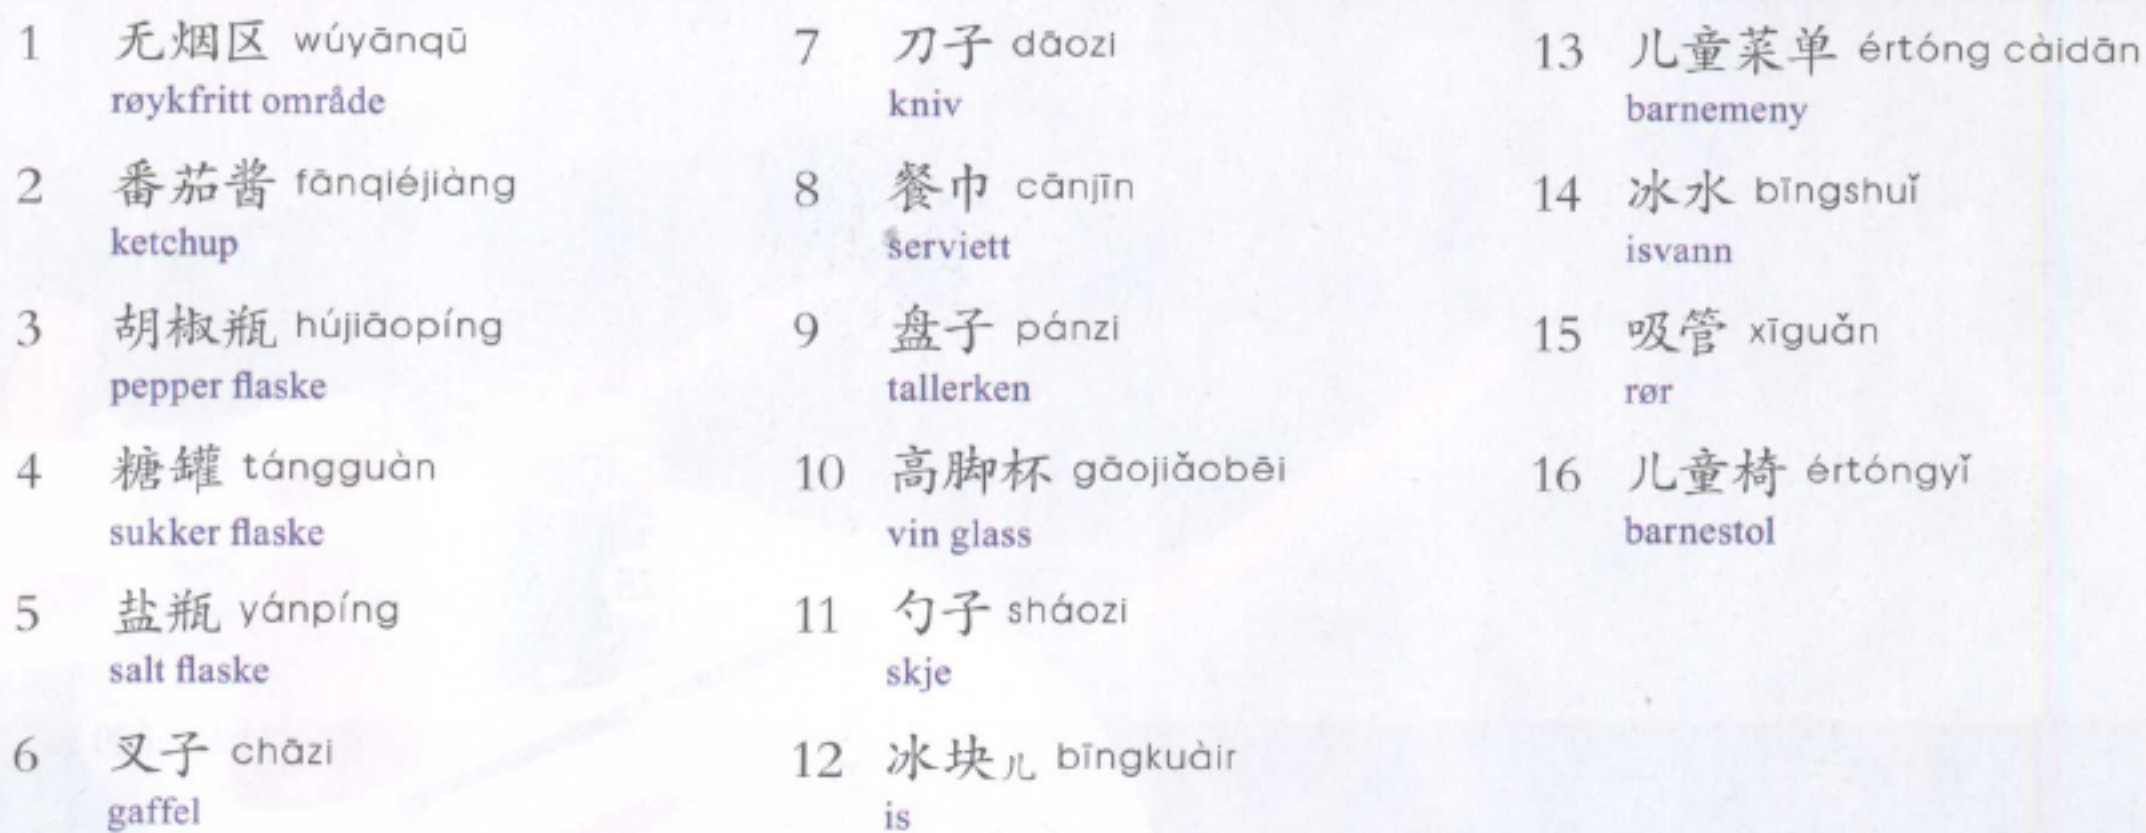 1 无烟区 wúyānqū
røykfritt område
2 番茄酱 fānqiéjiàng
ketchup
3 胡椒瓶 hújiāopíng
pepper flaske
4 糖罐 tángguàn
sukker flaske
5 盐瓶 yánpíng
salt flaske
6 叉子 chāzi
gaffel
7 刀子 dāozi
kniv
8 餐巾 cānjīn
serviett
9 盘子 pánzi
tallerken
10 高脚杯 gāojiǎobēi
vin glass
11 勺子 sháozi
skje
12 冰块儿 bīngkuàir
is
13 儿童菜单 értóng càidān
barnemeny
14 冰水 bīngshuǐ
isvann
15 吸管 xīguǎn
rør
16 儿童椅 értóngyǐ
barnestol